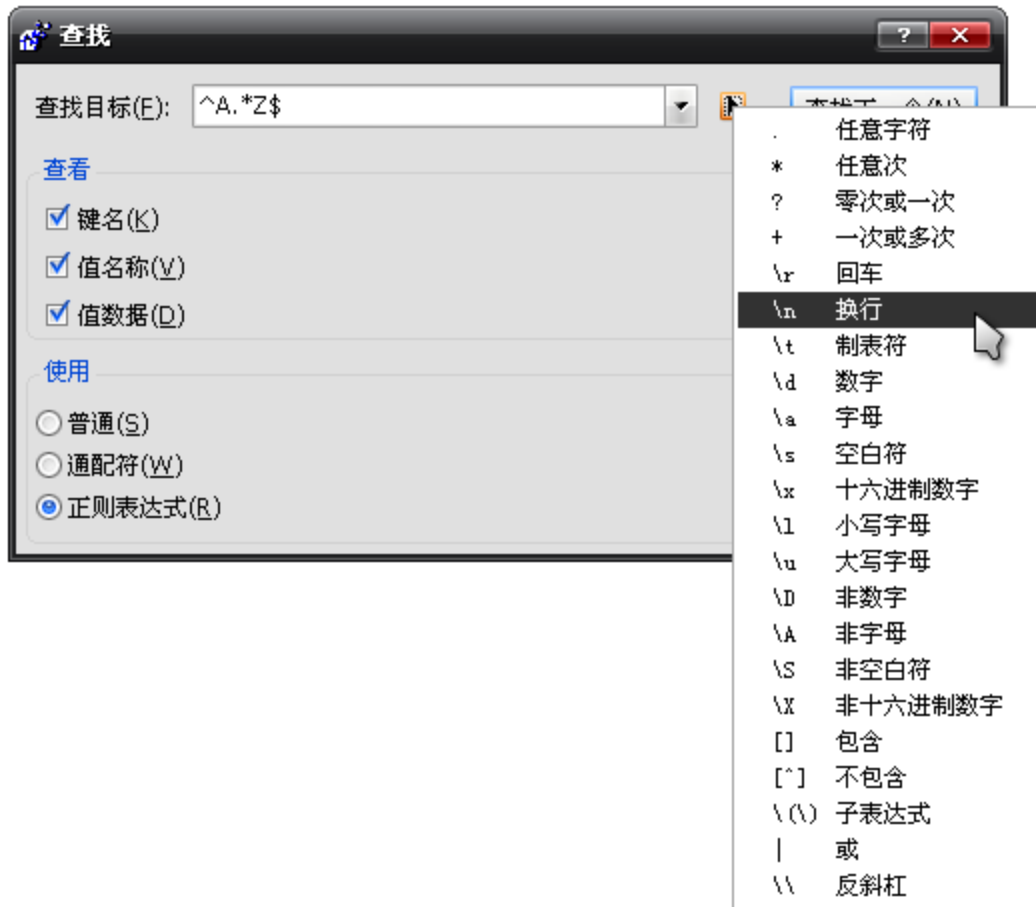 查找
查找目标(F): ^A.*Z$
查看
键名(K)
值名称(V)
值数据(D)
使用
普通(S)
通配符(W)
正则表达式(R)
. 任意字符
* 任意次
? 零次或一次
+ 一次或多次
\r 回车
\n 换行
\t 制表符
\d 数字
\a 字母
\s 空白符
\x 十六进制数字
\l 小写字母
\u 大写字母
\D 非数字
\A 非字母
\S 非空白符
\X 非十六进制数字
[] 包含
[^] 不包含
\(\) 子表达式
| 或
\\ 反斜杠